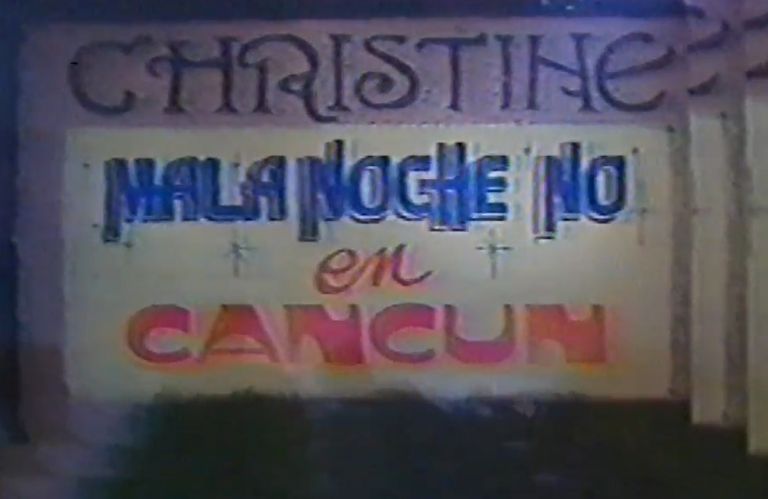 CHRISTINE
MALA NOCHE NO
en
CANCUN